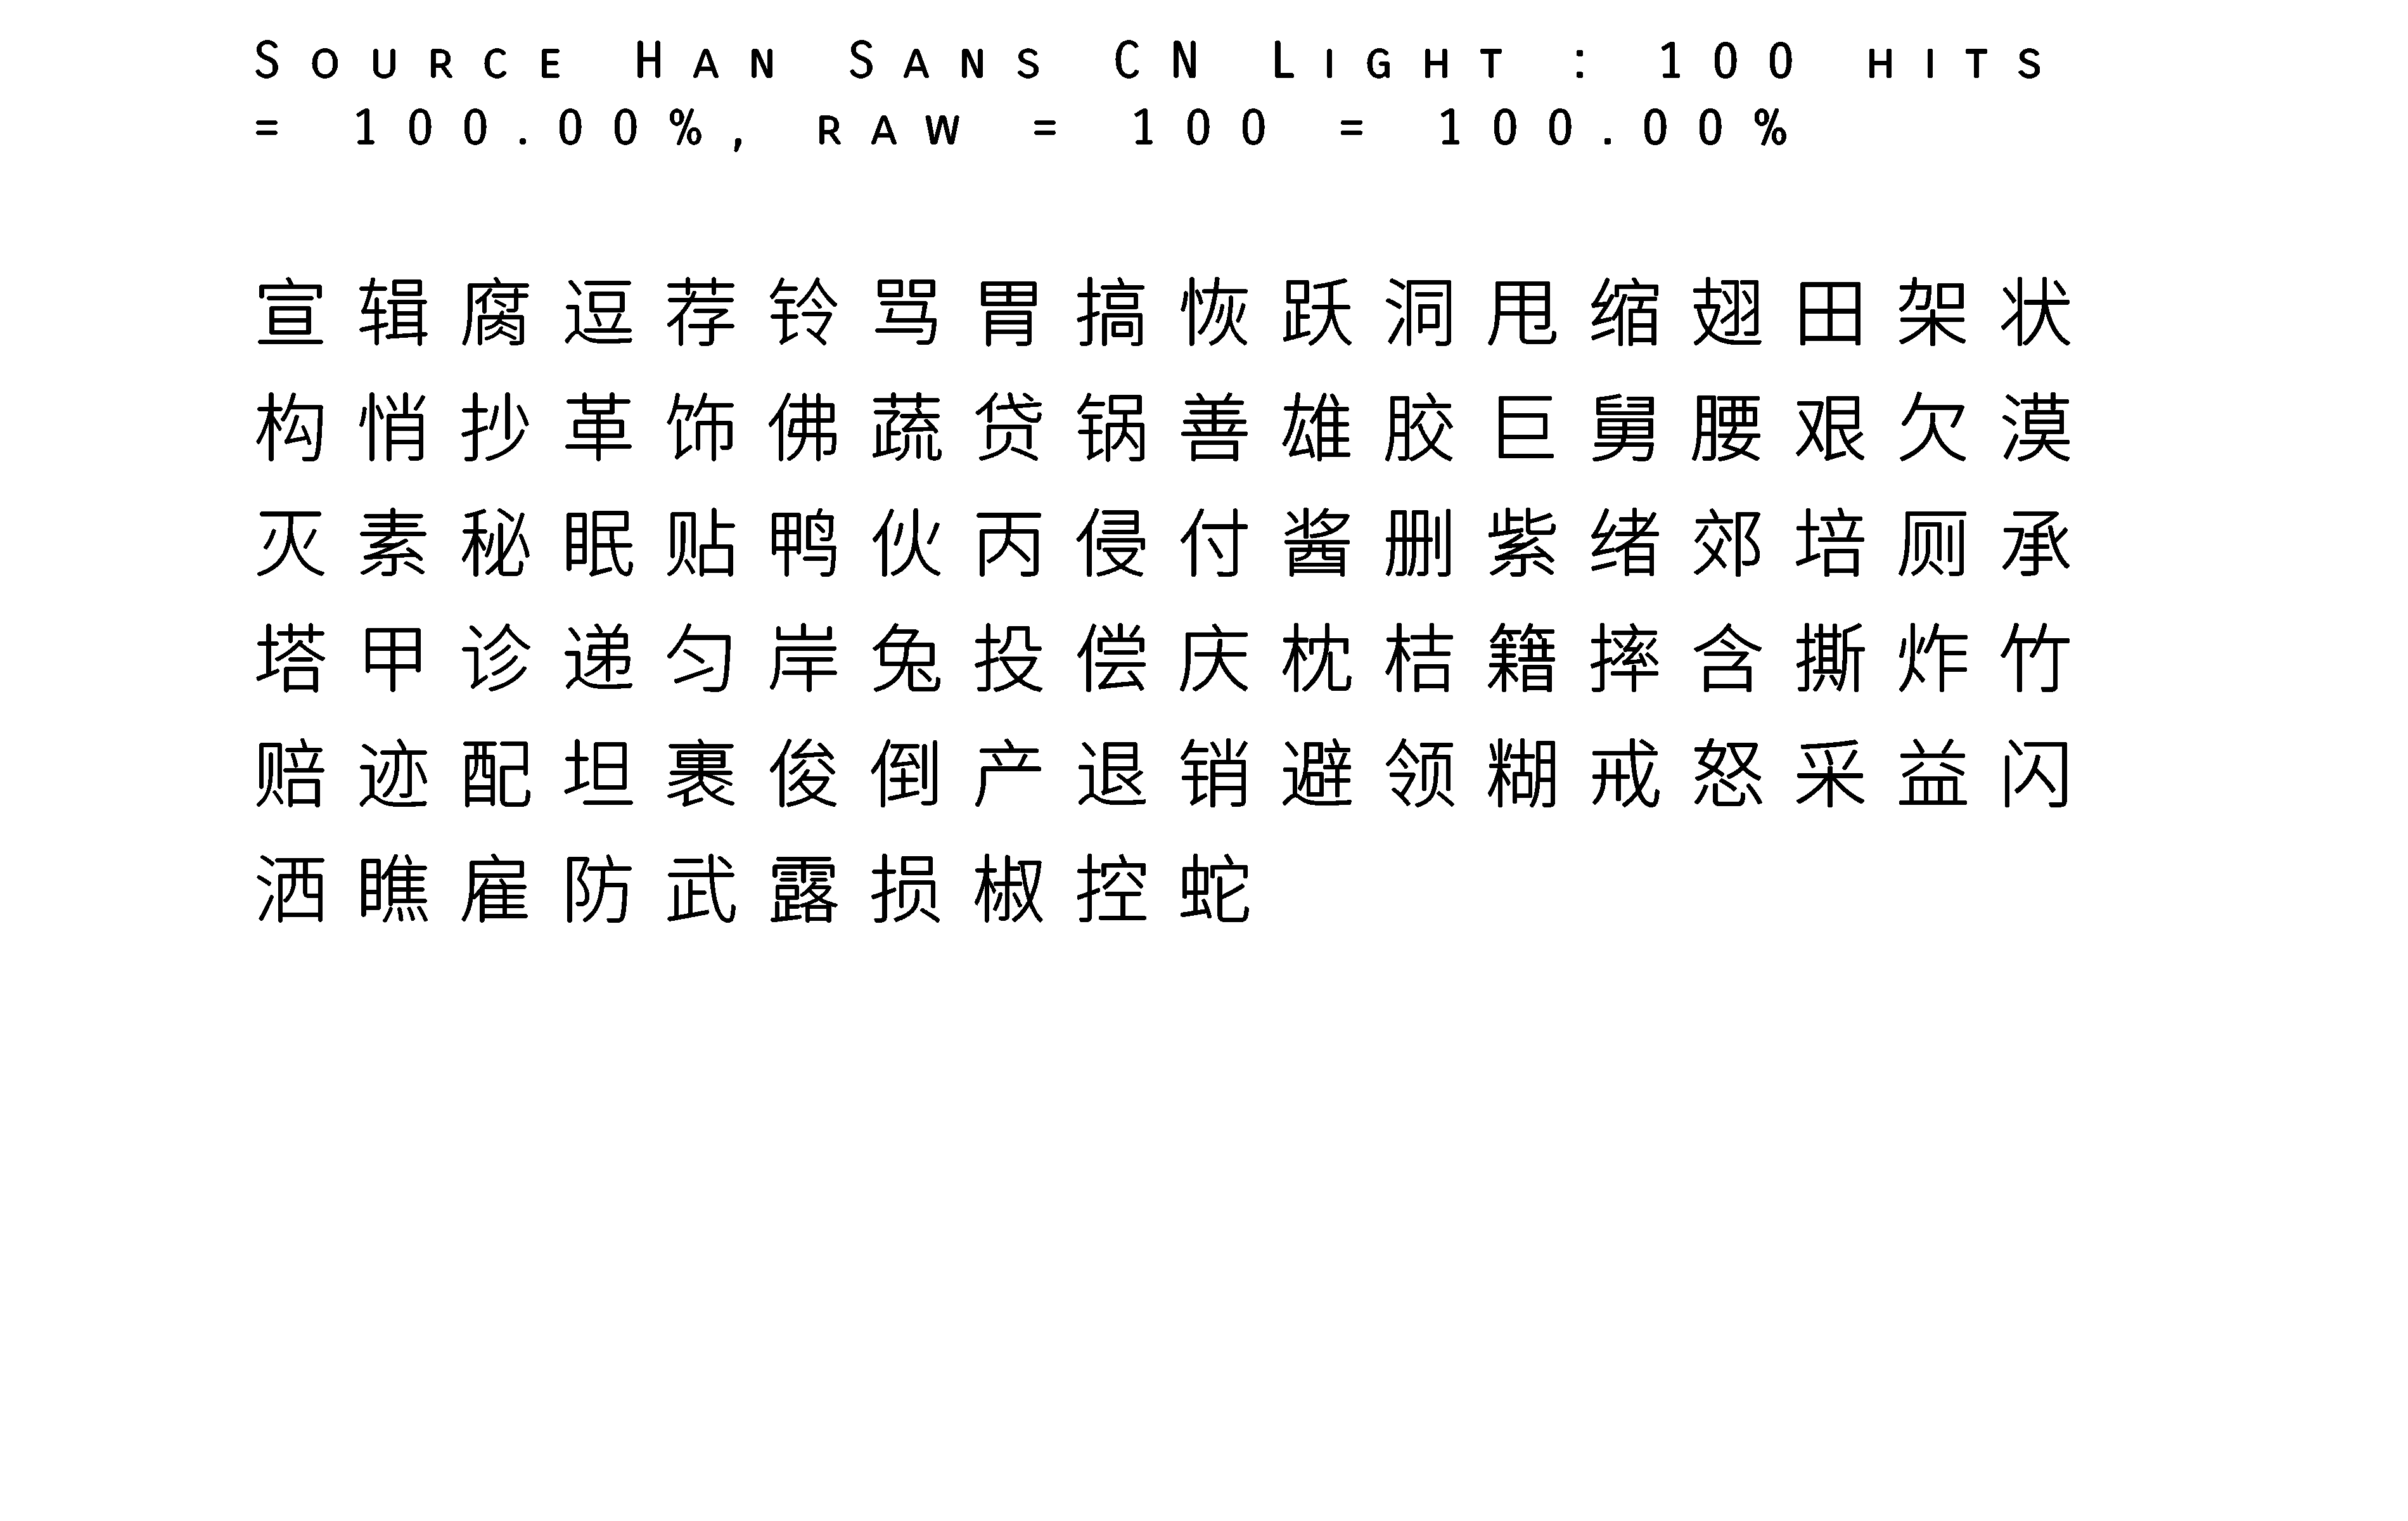 Source Han Sans CN Light : 100 hits
= 100.00%, raw = 100 = 100.00%
宣辑腐逗荐铃骂胃搞恢跃洞甩缩翅田架状
构悄抄革饰佛蔬贷锅善雄胶巨舅腰艰欠漠
灭素秘眠贴鸭伙丙侵付酱删紫绪郊培厕承
塔甲诊递匀岸兔投偿庆枕桔籍摔含撕炸竹
赔迹配坦裹俊倒产退销避领糊戒怒采益闪
洒瞧雇防武露损椒控蛇